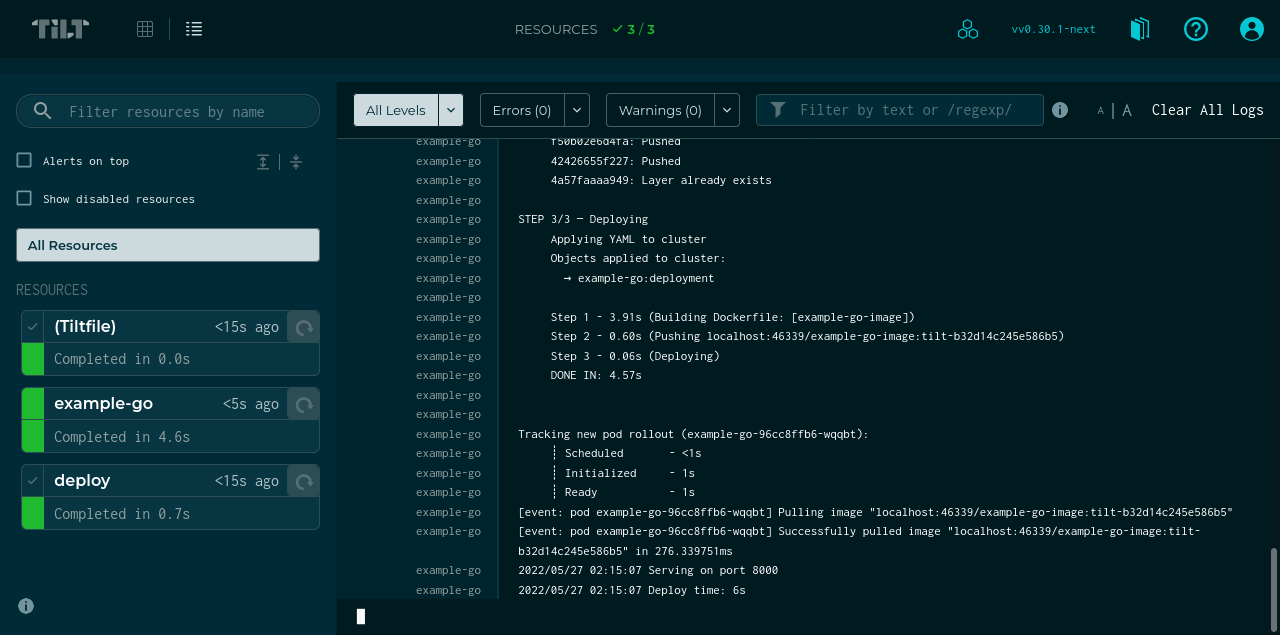 TILT
RESOURCES ✓ 3 / 3
vv0.30.1-next
Filter resources by name
Alerts on top
Show disabled resources
All Resources
RESOURCES
(Tiltfile) <15s ago
Completed in 0.0s
example-go <5s ago
Completed in 4.6s
deploy <15s ago
Completed in 0.7s
All Levels Errors (0) Warnings (0) Filter by text or /regexp/ A | A Clear All Logs
example-go f50b02e6d4fa: Pushed
example-go 42426655f227: Pushed
example-go 4a57faaaa949: Layer already exists
example-go
example-go STEP 3/3 — Deploying
example-go Applying YAML to cluster
example-go Objects applied to cluster:
example-go → example-go:deployment
example-go
example-go Step 1 - 3.91s (Building Dockerfile: [example-go-image])
example-go Step 2 - 0.60s (Pushing localhost:46339/example-go-image:tilt-b32d14c245e586b5)
example-go Step 3 - 0.06s (Deploying)
example-go DONE IN: 4.57s
example-go
example-go
example-go Tracking new pod rollout (example-go-96cc8ffb6-wqqbt):
example-go ┊ Scheduled - <1s
example-go ┊ Initialized - 1s
example-go ┊ Ready - 1s
example-go [event: pod example-go-96cc8ffb6-wqqbt] Pulling image "localhost:46339/example-go-image:tilt-b32d14c245e586b5"
example-go [event: pod example-go-96cc8ffb6-wqqbt] Successfully pulled image "localhost:46339/example-go-image:tilt-
b32d14c245e586b5" in 276.339751ms
example-go 2022/05/27 02:15:07 Serving on port 8000
example-go 2022/05/27 02:15:07 Deploy time: 6s